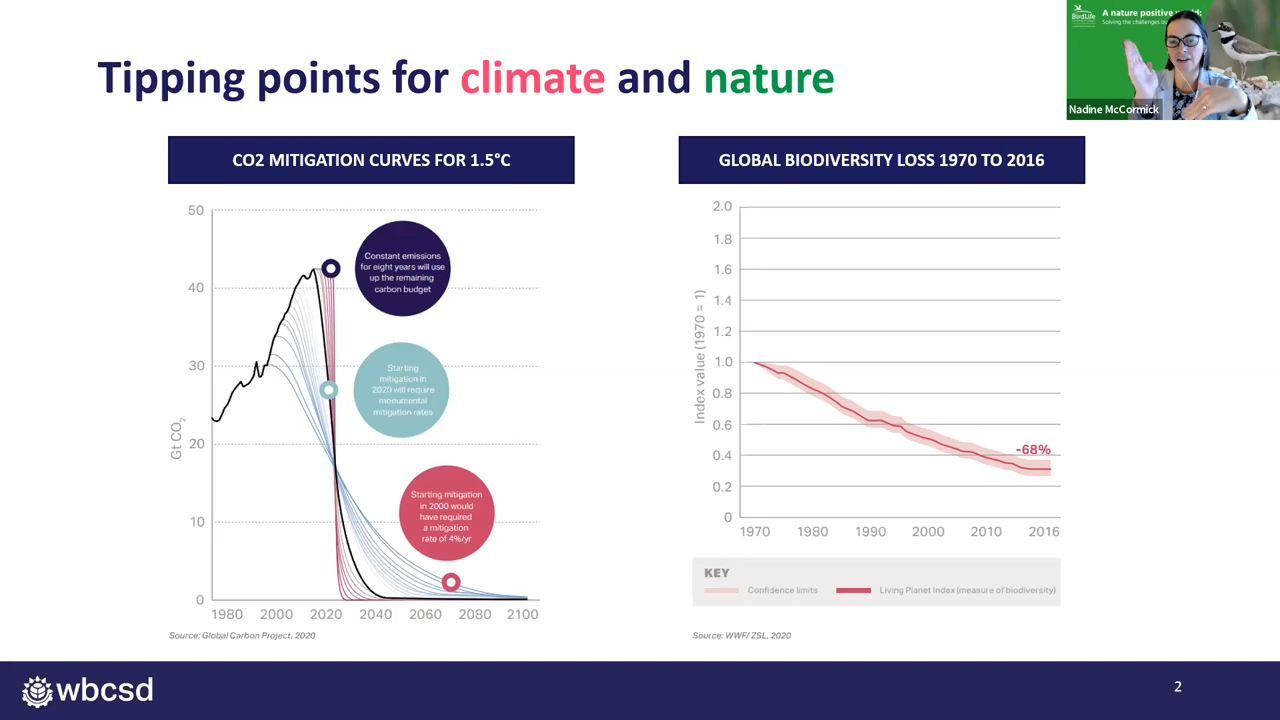 Tipping points for climate and nature
BirdLife
A nature positive world:
Solving the challenges
Nadine McCormick
CO2 MITIGATION CURVES FOR 1.5°C
50
40
30
20
10
0
Gt CO2
1980 2000 2020 2040 2060 2080 2100
Constant emissions
for eight years will use
up the remaining
carbon budget
Starting
mitigation in
2020 will require
monumental
mitigation rates
Starting mitigation
in 2000 would
have required
a mitigation
rate of 4%/yr
Source: Global Carbon Project, 2020
GLOBAL BIODIVERSITY LOSS 1970 TO 2016
2.0
1.8
1.6
1.4
1.2
1.0
0.8
0.6
0.4
0.2
0
Index value (1970 = 1)
-68%
1970 1980 1990 2000 2010 2016
KEY
Confidence limits
Living Planet Index (measure of biodiversity)
Source: WWF/ ZSL, 2020
wbcsd
2